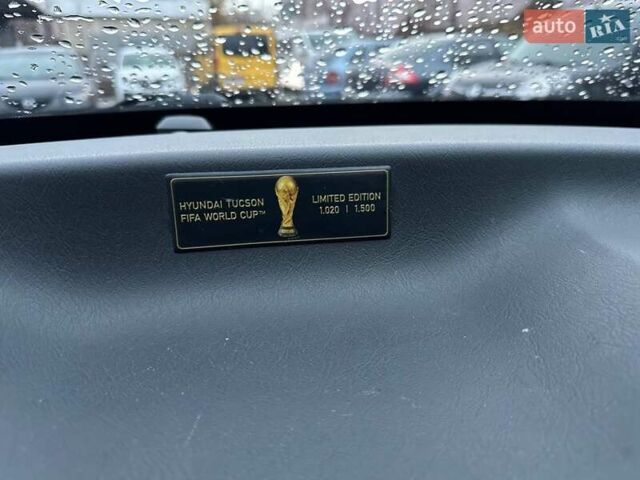 auto RIA
HYUNDAI TUCSON
FIFA WORLD CUP™
LIMITED EDITION
1.020 | 1.500